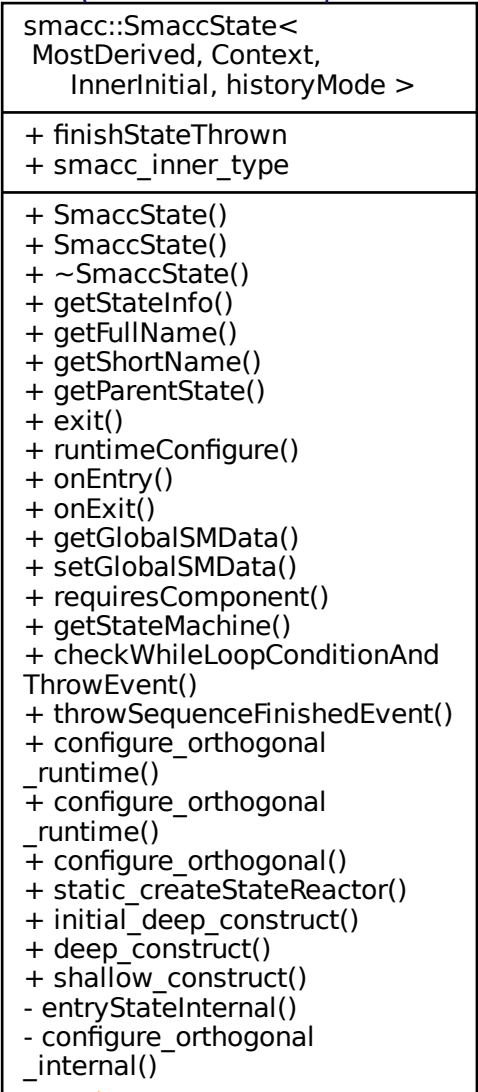 smacc::SmaccState<
MostDerived, Context,
InnerInitial, historyMode >
+ finishStateThrown
+ smacc_inner_type
+ SmaccState()
+ SmaccState()
+ ~SmaccState()
+ getStateInfo()
+ getFullName()
+ getShortName()
+ getParentState()
+ exit()
+ runtimeConfigure()
+ onEntry()
+ onExit()
+ getGlobalSMData()
+ setGlobalSMData()
+ requiresComponent()
+ getStateMachine()
+ checkWhileLoopConditionAnd
ThrowEvent()
+ throwSequenceFinishedEvent()
+ configure_orthogonal
_runtime()
+ configure_orthogonal
_runtime()
+ configure_orthogonal()
+ static_createStateReactor()
+ initial_deep_construct()
+ deep_construct()
+ shallow_construct()
- entryStateInternal()
- configure_orthogonal
_internal()